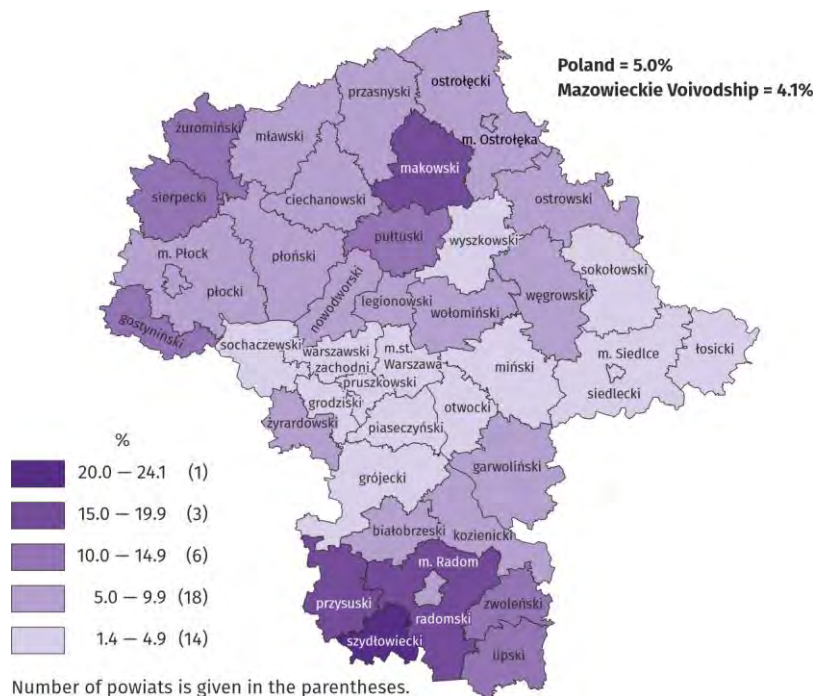 Poland = 5.0%
Mazowieckie Voivodship = 4.1%
ostrołęcki
przasnyski
żuromiński
mławski
m. Ostrołęka
makowski
sierpecki
ciechanowski
ostrowski
pułtuski
wyszkowski
m. Płock
płoński
sokołowski
płocki
nowodworski
legionowski
wołomiński
węgrowski
gostyniński
sochaczewski
warszawski
zachodni
m.st.
Warszawa
miński
m. Siedlce
łosicki
pruszkowski
siedlecki
grodziski
otwocki
żyrardowski
piaseczyński
garwoliński
grójecki
białobrzeski
kozienicki
m. Radom
przysuski
radomski
zwoleński
szydłowiecki
lipski
%
20.0 — 24.1 (1)
15.0 — 19.9 (3)
10.0 — 14.9 (6)
5.0 — 9.9 (18)
1.4 — 4.9 (14)
Number of powiats is given in the parentheses.